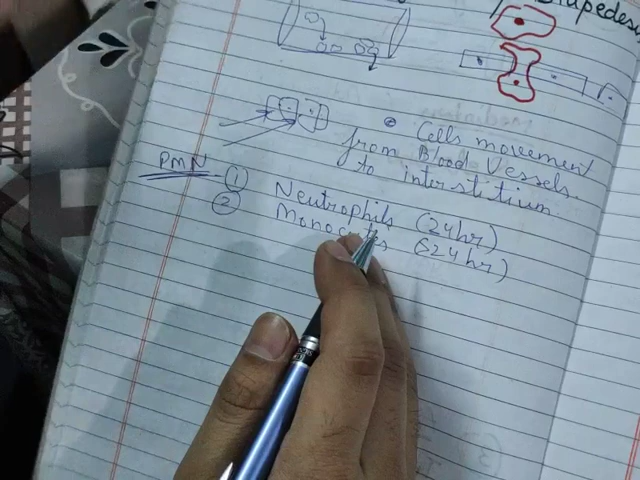 Diapedesis
• Cells movement
from Blood Vessels
to interstitium.
PMN ① Neutrophils (24hr)
② Monocytes (>24hr)